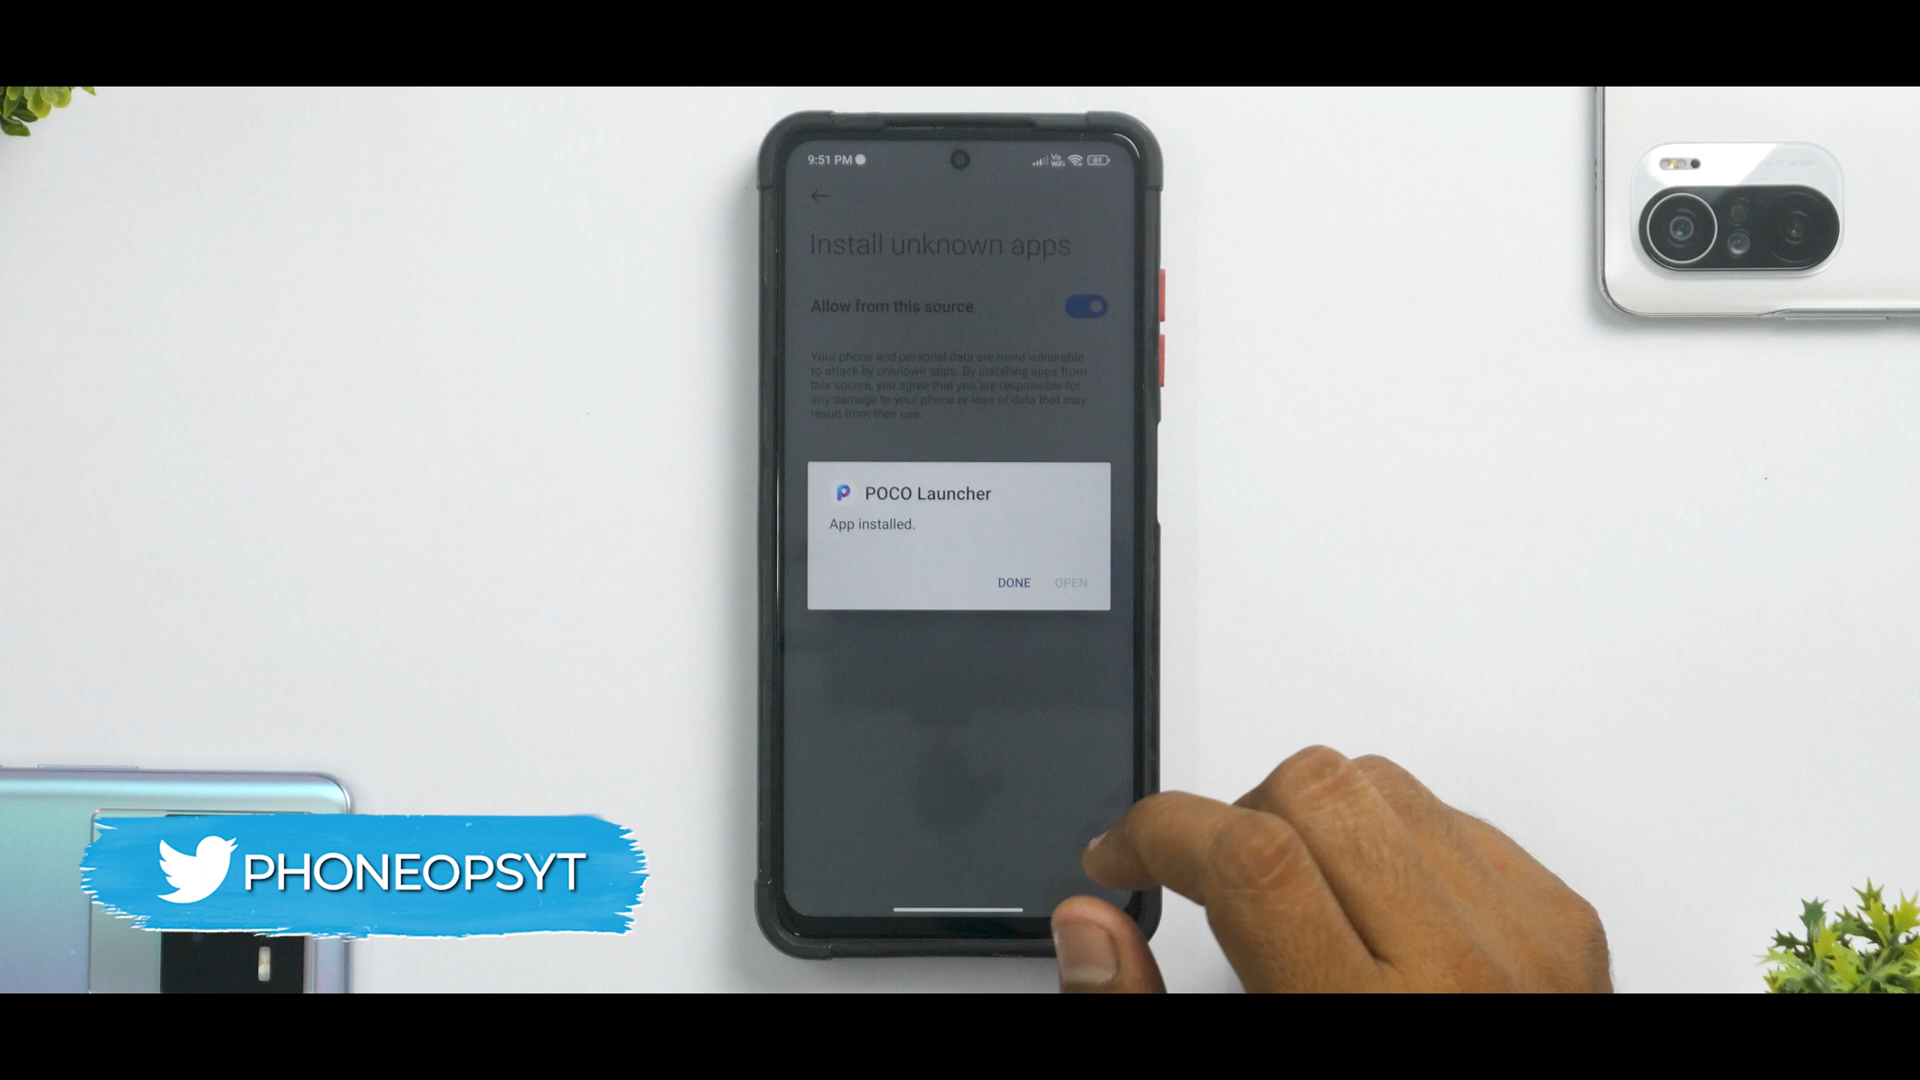 9:51 PM
Vo
WiFi
81
Install unknown apps
Allow from this source
Your phone and personal data are more vulnerable
to attack by unknown apps. By installing apps from
this source, you agree that you are responsible for
any damage to your phone or loss of data that may
result from their use.
POCO Launcher
App installed.
DONE OPEN
PHONEOPSYT